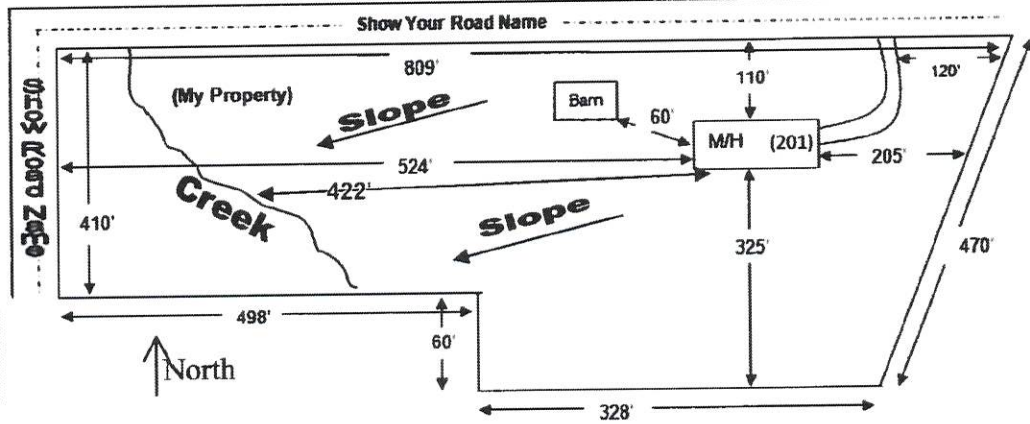 Show Your Road Name
809'
110'
120'
(My Property)
Slope
Barn
60'
M/H (201)
Show Road Name
524'
205'
422'
Creek
410'
Slope
325'
470'
498'
60'
North
328'